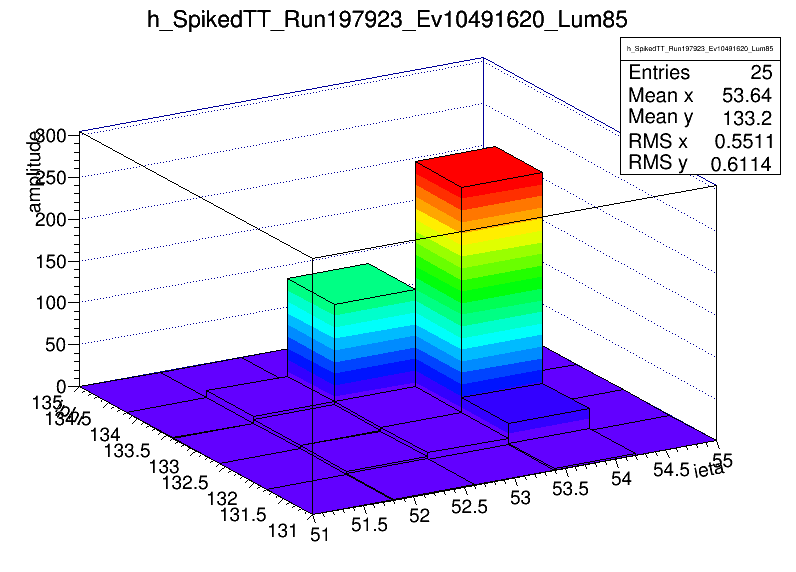 h_SpikedTT_Run197923_Ev10491620_Lum85
h_SpikedTT_Run197923_Ev10491620_Lum85
Entries 25
Mean x 53.64
Mean y 133.2
RMS x 0.5511
RMS y 0.6114
amplitude
300
250
200
150
100
50
0
135
134.5
134
133.5
133
132.5
132
131.5
131
51
51.5
52
52.5
53
53.5
54
54.5
55
ieta